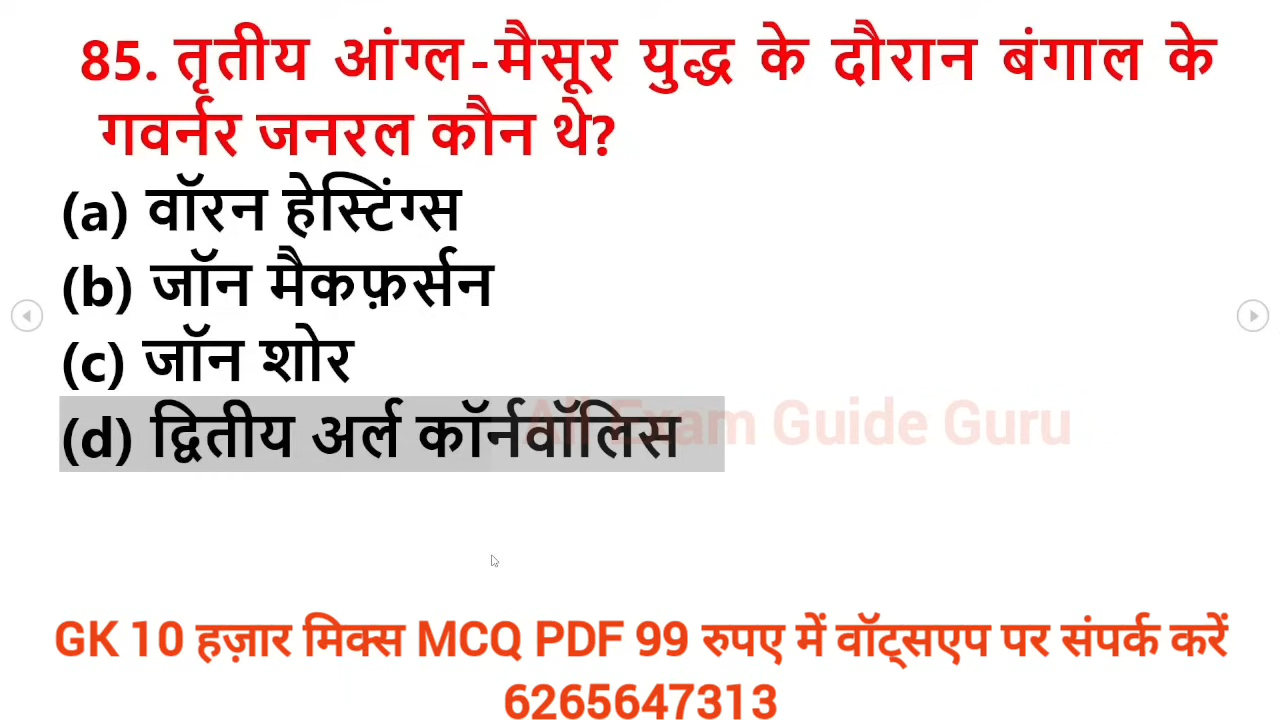 85. तृतीय आंग्ल-मैसूर युद्ध के दौरान बंगाल के
गवर्नर जनरल कौन थे?
(a) वॉरन हेस्टिंग्स
(b) जॉन मैकफ़र्सन
(c) जॉन शोर
(d) द्वितीय अर्ल कॉर्नवॉलिस
All Exam Guide Guru
GK 10 हज़ार मिक्स MCQ PDF 99 रुपए में वॉट्सएप पर संपर्क करें
6265647313